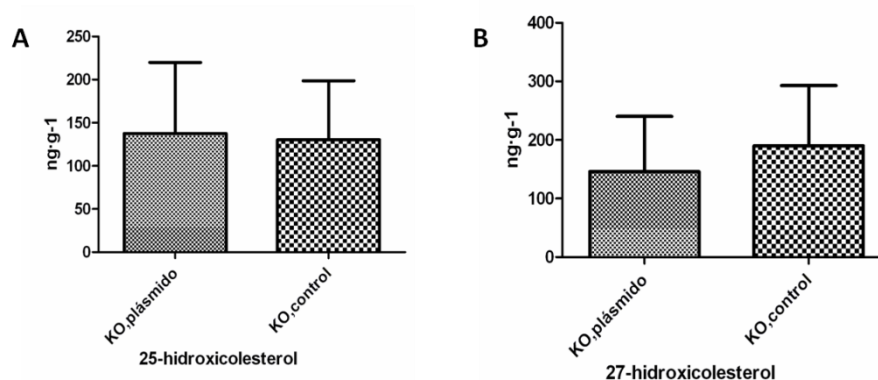 A
ng·g-1
250
200
150
100
50
0
KO,plásmido
KO,control
25-hidroxicolesterol
B
ng·g-1
400
300
200
100
0
KO,plásmido
KO,control
27-hidroxicolesterol